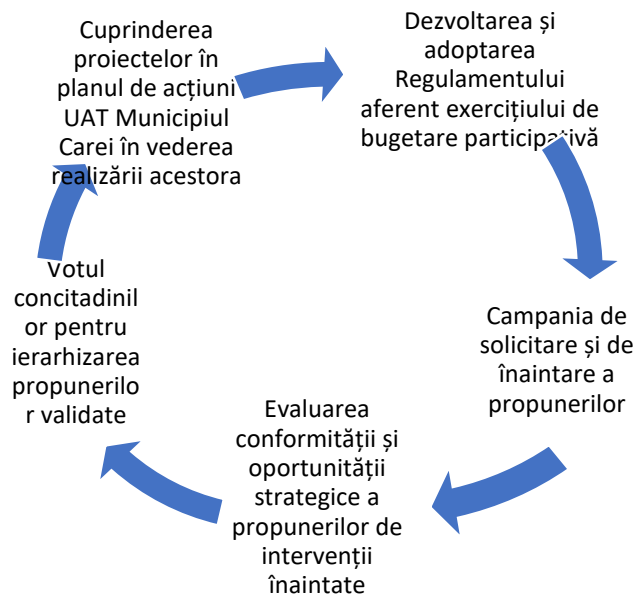 Cuprinderea
proiectelor în
planul de acțiuni
UAT Municipiul
Carei în vederea
realizării acestora
Dezvoltarea și
adoptarea
Regulamentului
aferent exercițiului de
bugetare participativă
Campania de
solicitare și de
înaintare a
propunerilor
Evaluarea
conformității și
oportunității
strategice a
propunerilor de
intervenții
înaintate
Votul
concitadinil
or pentru
ierarhizarea
propunerilo
r validate